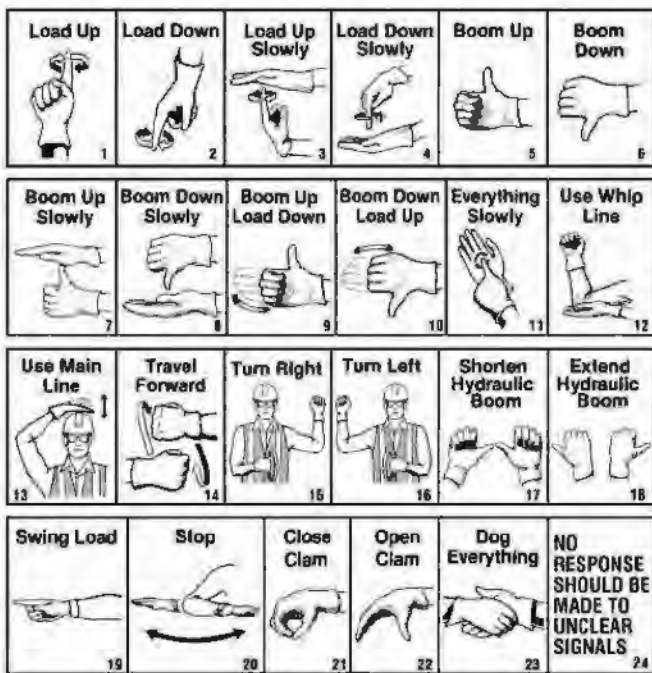 Load Up
1
Load Down
2
Load Up
Slowly
3
Load Down
Slowly
4
Boom Up
5
Boom
Down
6
Boom Up
Slowly
7
Boom Down
Slowly
8
Boom Up
Load Down
9
Boom Down
Load Up
10
Everything
Slowly
11
Use Whip
Line
12
Use Main
Line
13
Travel
Forward
14
Turn Right
15
Turn Left
16
Shorten
Hydraulic
Boom
17
Extend
Hydraulic
Boom
18
Swing Load
19
Stop
20
Close
Clam
21
Open
Clam
22
Dog
Everything
23
NO
RESPONSE
SHOULD BE
MADE TO
UNCLEAR
SIGNALS
24